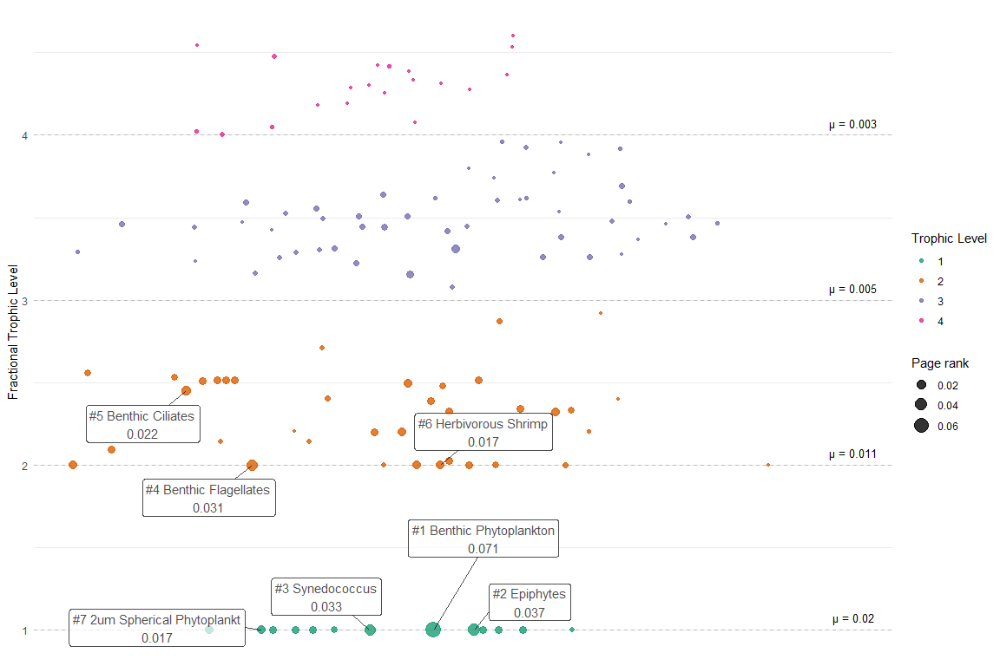 4
μ = 0.003
Fractional Trophic Level
3
μ = 0.005
#5 Benthic Ciliates
0.022
#6 Herbivorous Shrimp
0.017
2
μ = 0.011
#4 Benthic Flagellates
0.031
#1 Benthic Phytoplankton
0.071
#3 Synedococcus
0.033
#2 Epiphytes
0.037
#7 2um Spherical Phytoplankt
0.017
1
μ = 0.02
Trophic Level
1
2
3
4
Page rank
0.02
0.04
0.06